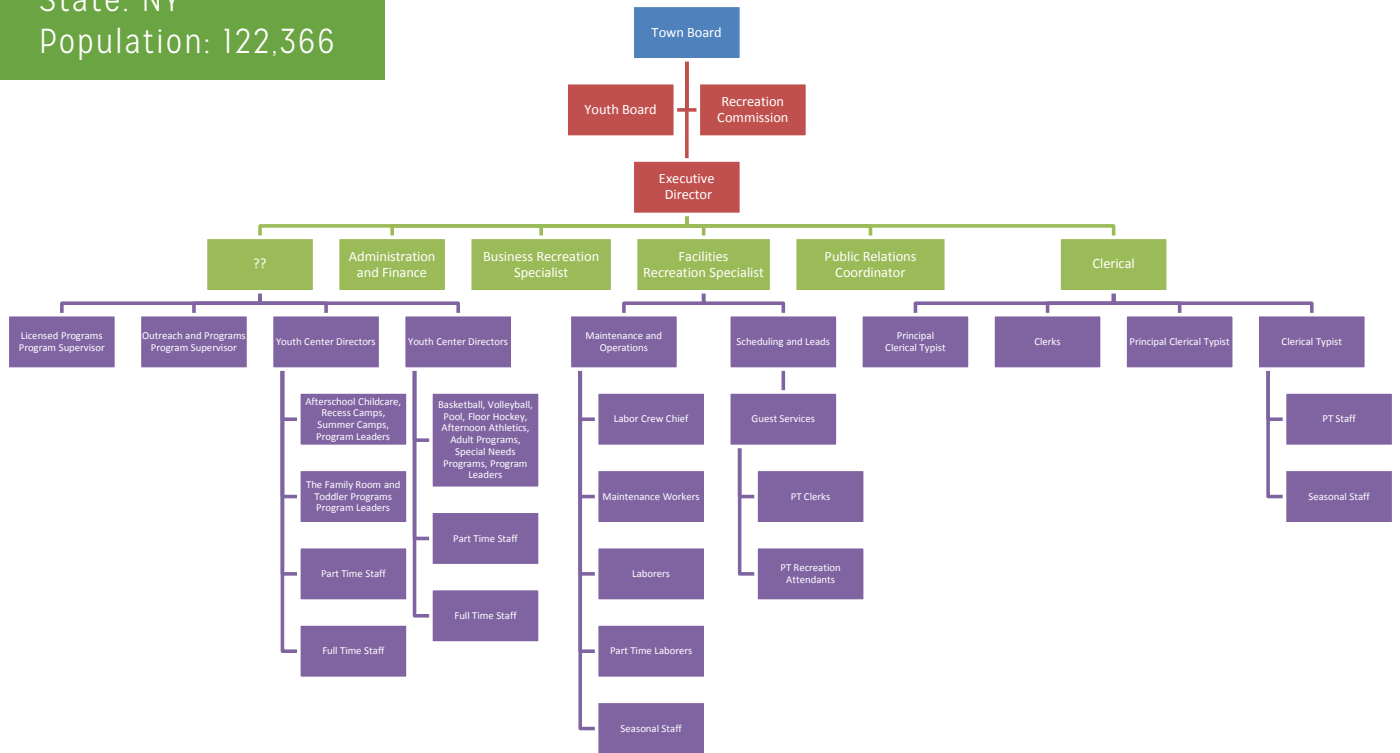 State: NY
Population: 122,366
Town Board
Youth Board
Recreation
Commission
Executive
Director
??
Administration
and Finance
Business Recreation
Specialist
Facilities
Recreation Specialist
Public Relations
Coordinator
Clerical
Licensed Programs
Program Supervisor
Outreach and Programs
Program Supervisor
Youth Center Directors
Youth Center Directors
Maintenance and
Operations
Scheduling and Leads
Principal
Clerical Typist
Clerks
Principal Clerical Typist
Clerical Typist
Afterschool Childcare,
Recess Camps,
Summer Camps,
Program Leaders
The Family Room and
Toddler Programs
Program Leaders
Part Time Staff
Full Time Staff
Basketball, Volleyball,
Pool, Floor Hockey,
Afternoon Athletics,
Adult Programs,
Special Needs
Programs, Program
Leaders
Part Time Staff
Full Time Staff
Labor Crew Chief
Maintenance Workers
Laborers
Part Time Laborers
Seasonal Staff
Guest Services
PT Clerks
PT Recreation
Attendants
PT Staff
Seasonal Staff